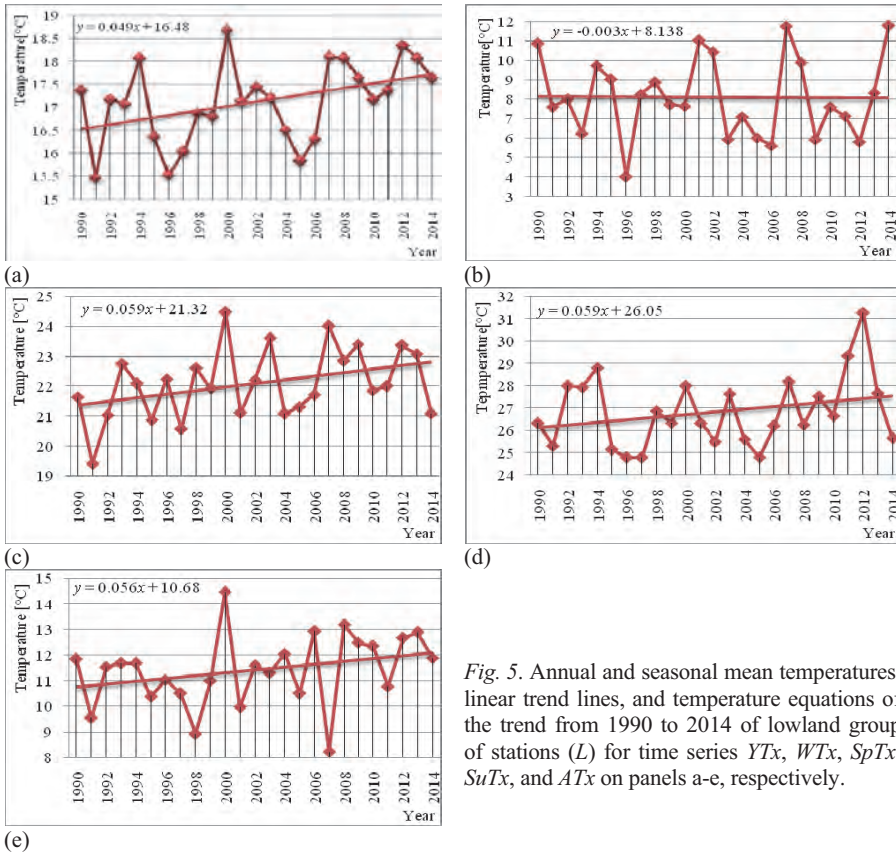 y = 0.049x+16.48
Temperature[°C]
19
18.5
18
17.5
17
16.5
16
15.5
15
1990 1992 1994 1996 1998 2000 2002 2004 2006 2008 2010 2012 2014
Year
(a)
y = -0.003x+8.138
Temperature[°C]
12
11
10
9
8
7
6
5
4
3
1990 1992 1994 1996 1998 2000 2002 2004 2006 2008 2010 2012 2014
Year
(b)
y = 0.059x+21.32
Temperature [°C]
25
24
23
22
21
20
19
1990 1992 1994 1996 1998 2000 2002 2004 2006 2008 2010 2012 2014
Year
(c)
y = 0.059x+26.05
Tepmperature [°C]
32
31
30
29
28
27
26
25
24
1990 1992 1994 1996 1998 2000 2002 2004 2006 2008 2010 2012 2014
Year
(d)
y = 0.056x+10.68
Temperature [°C]
15
14
13
12
11
10
9
8
1990 1992 1994 1996 1998 2000 2002 2004 2006 2008 2010 2012 2014
Year
(e)
Fig. 5. Annual and seasonal mean temperatures
linear trend lines, and temperature equations of
the trend from 1990 to 2014 of lowland group
of stations (L) for time series YTx, WTx, SpTx
SuTx, and ATx on panels a-e, respectively.